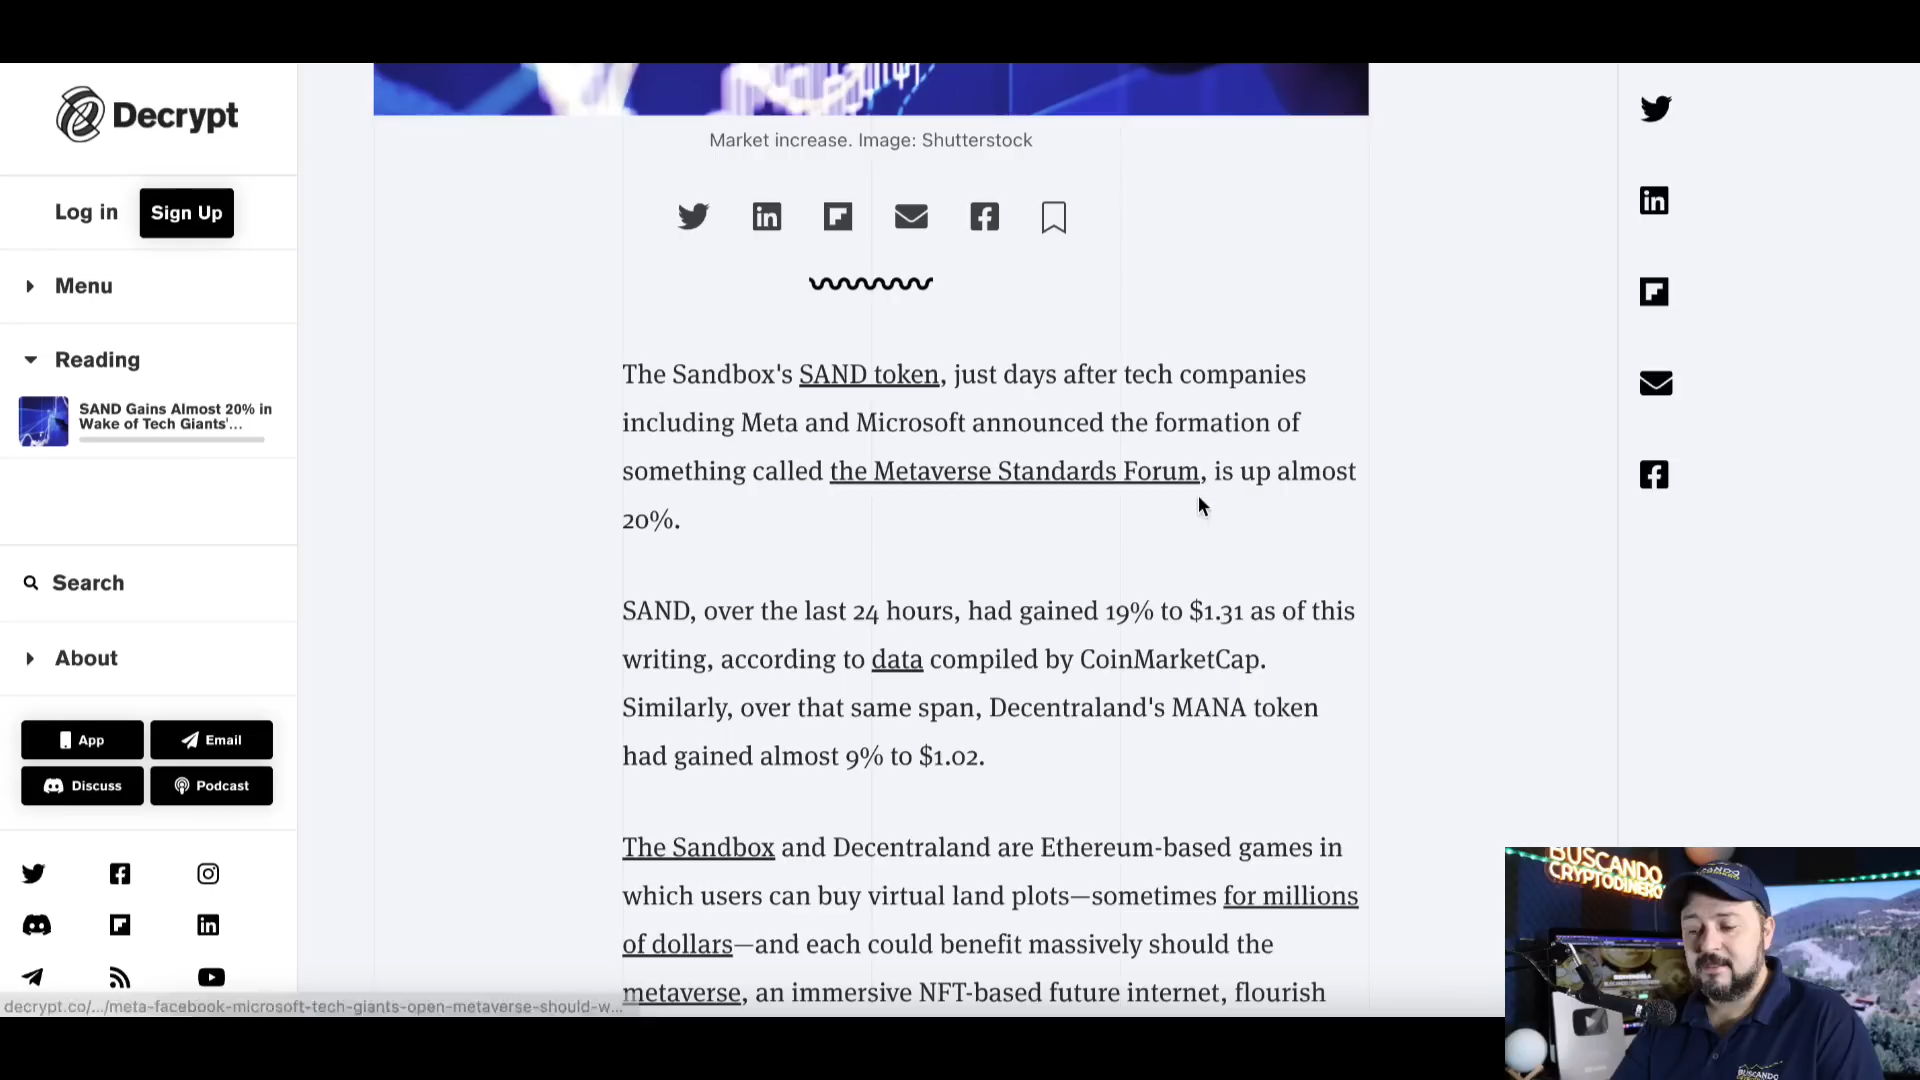 Decrypt
Log in
Sign Up
Menu
Reading
SAND Gains Almost 20% in
Wake of Tech Giants'...
Search
About
App
Email
Discuss
Podcast
decrypt.co/.../meta-facebook-microsoft-tech-giants-open-metaverse-should-w...
Market increase. Image: Shutterstock
The Sandbox's SAND token, just days after tech companies
including Meta and Microsoft announced the formation of
something called the Metaverse Standards Forum, is up almost
20%.
SAND, over the last 24 hours, had gained 19% to $1.31 as of this
writing, according to data compiled by CoinMarketCap.
Similarly, over that same span, Decentraland's MANA token
had gained almost 9% to $1.02.
The Sandbox and Decentraland are Ethereum-based games in
which users can buy virtual land plots—sometimes for millions
of dollars—and each could benefit massively should the
metaverse, an immersive NFT-based future internet, flourish
BUSCANDO
CRYPTODINERO
BUSCANDO